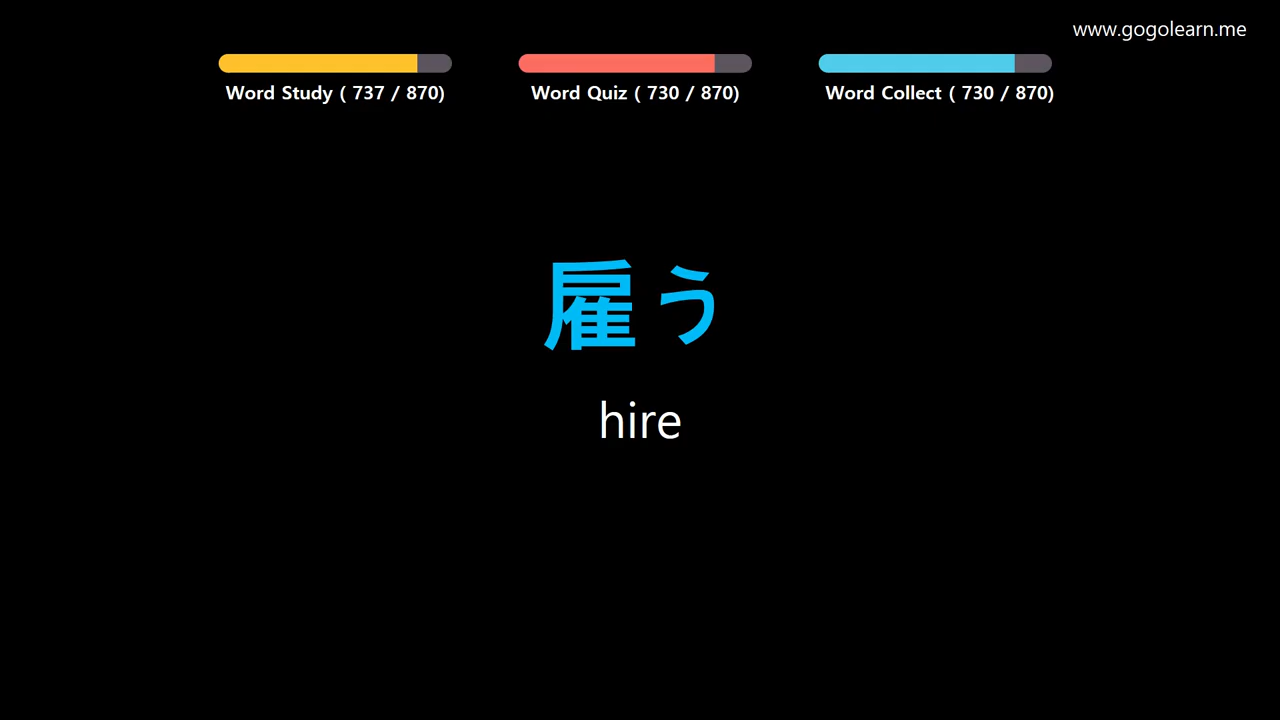 www.gogolearn.me
Word Study ( 737 / 870)
Word Quiz ( 730 / 870)
Word Collect ( 730 / 870)
雇う
hire